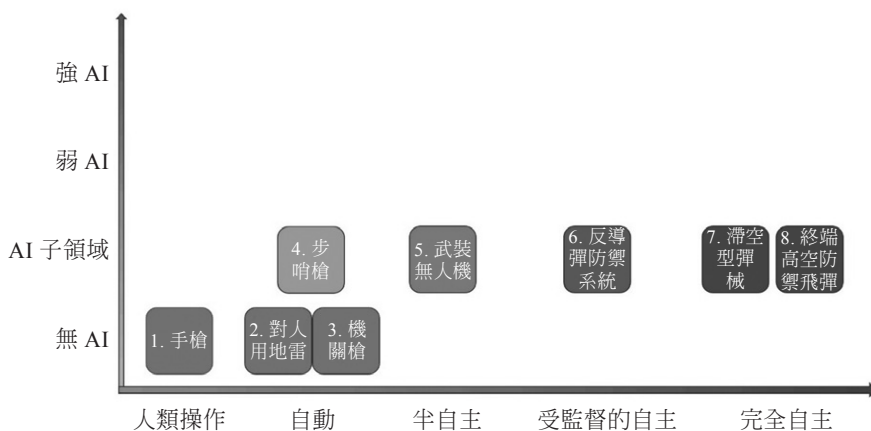 強 AI
弱 AI
AI 子領域
4. 步
哨槍
5. 武裝
無人機
6. 反導
彈防禦
系統
7. 滯空
型彈
械
8. 終端
高空防
禦飛彈
無 AI
1. 手槍
2. 對人
用地雷
3. 機
關槍
人類操作
自動
半自主
受監督的自主
完全自主